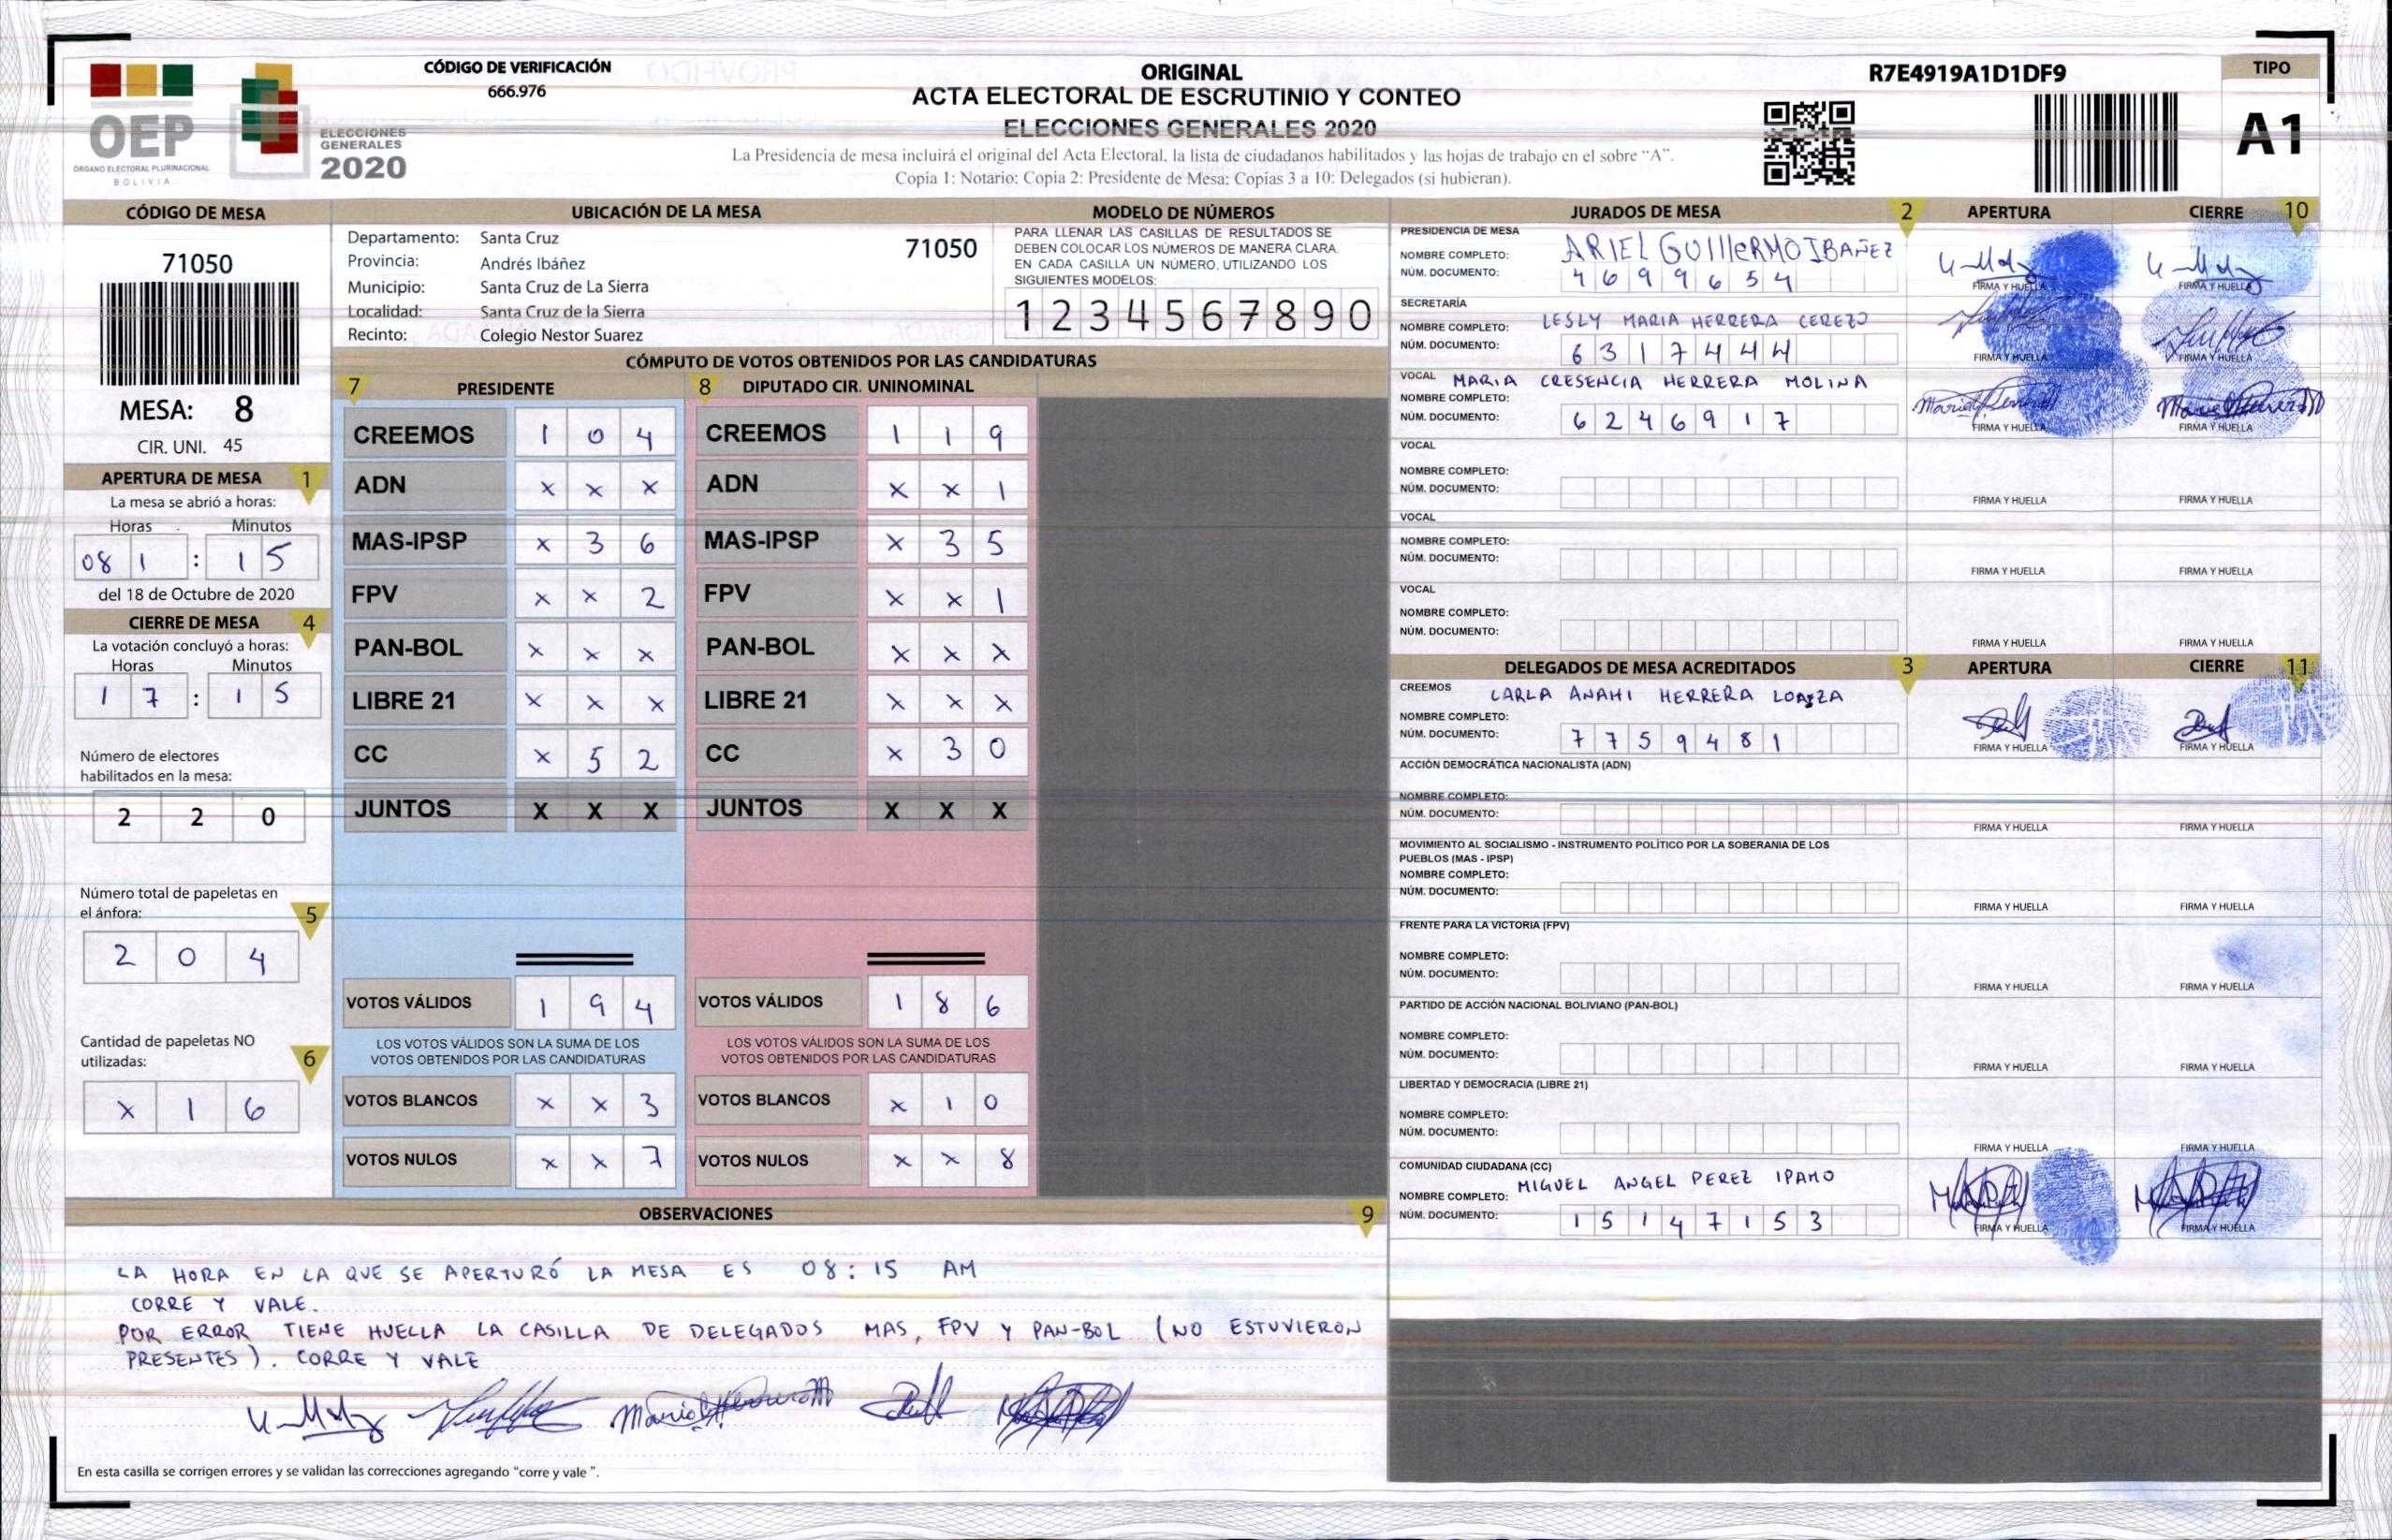 CÓDIGO DE VERIFICACIÓN
666.976
ORIGINAL
ACTA ELECTORAL DE ESCRUTINIO Y CONTEO
ELECCIONES GENERALES 2020
La Presidencia de mesa incluirá el original del Acta Electoral, la lista de ciudadanos habilitados y las hojas de trabajo en el sobre "A".
Copia 1: Notario: Copia 2: Presidente de Mesa: Copias 3 a 10: Delegados (si hubieran).
R7E4919A1D1DF9
TIPO
A1
OEP
ORGANO ELECTORAL PLURINACIONAL
BOLIVIA
ELECCIONES
GENERALES
2020
CÓDIGO DE MESA
71050
MESA: 8
CIR. UNI. 45
APERTURA DE MESA 1
La mesa se abrió a horas:
Horas Minutos
08 1 : 1 5
del 18 de Octubre de 2020
CIERRE DE MESA 4
La votación concluyó a horas:
Horas Minutos
1 7 : 1 5
Número de electores
habilitados en la mesa:
2 2 0
Número total de papeletas en
el ánfora: 5
2 0 4
Cantidad de papeletas NO
utilizadas: 6
X 1 6
UBICACIÓN DE LA MESA
Departamento: Santa Cruz 71050
Provincia: Andrés Ibáñez
Municipio: Santa Cruz de La Sierra
Localidad: Santa Cruz de la Sierra
Recinto: Colegio Nestor Suarez
MODELO DE NÚMEROS
PARA LLENAR LAS CASILLAS DE RESULTADOS SE
DEBEN COLOCAR LOS NÚMEROS DE MANERA CLARA.
EN CADA CASILLA UN NÚMERO, UTILIZANDO LOS
SIGUIENTES MODELOS:
1 2 3 4 5 6 7 8 9 0
CÓMPUTO DE VOTOS OBTENIDOS POR LAS CANDIDATURAS
7 PRESIDENTE
CREEMOS 1 0 4
ADN X X X
MAS-IPSP X 3 6
FPV X X 2
PAN-BOL X X X
LIBRE 21 X X X
CC X 5 2
JUNTOS X X X
VOTOS VÁLIDOS 1 9 4
LOS VOTOS VÁLIDOS SON LA SUMA DE LOS
VOTOS OBTENIDOS POR LAS CANDIDATURAS
VOTOS BLANCOS X X 3
VOTOS NULOS X X 7
8 DIPUTADO CIR. UNINOMINAL
CREEMOS 1 1 9
ADN X X 1
MAS-IPSP X 3 5
FPV X X 1
PAN-BOL X X X
LIBRE 21 X X X
CC X 3 0
JUNTOS X X X
VOTOS VÁLIDOS 1 8 6
LOS VOTOS VÁLIDOS SON LA SUMA DE LOS
VOTOS OBTENIDOS POR LAS CANDIDATURAS
VOTOS BLANCOS X 1 0
VOTOS NULOS X X 8
JURADOS DE MESA 2 APERTURA CIERRE 10
PRESIDENCIA DE MESA
NOMBRE COMPLETO: ARIEL GUILLERMO IBAÑEZ
NÚM. DOCUMENTO: 4 6 9 9 6 5 4
FIRMA Y HUELLA FIRMA Y HUELLA
SECRETARÍA
NOMBRE COMPLETO: LESLY MARIA HERRERA CEREZO
NÚM. DOCUMENTO: 6 3 1 7 4 4 4
FIRMA Y HUELLA FIRMA Y HUELLA
VOCAL MARIA CRESENCIA HERRERA MOLINA
NOMBRE COMPLETO:
NÚM. DOCUMENTO: 6 2 4 6 9 1 7
FIRMA Y HUELLA FIRMA Y HUELLA
VOCAL
NOMBRE COMPLETO:
NÚM. DOCUMENTO:
FIRMA Y HUELLA FIRMA Y HUELLA
VOCAL
NOMBRE COMPLETO:
NÚM. DOCUMENTO:
FIRMA Y HUELLA FIRMA Y HUELLA
VOCAL
NOMBRE COMPLETO:
NÚM. DOCUMENTO:
FIRMA Y HUELLA FIRMA Y HUELLA
DELEGADOS DE MESA ACREDITADOS 3 APERTURA CIERRE 11
CREEMOS CARLA ANAHI HERRERA LOAYZA
NOMBRE COMPLETO:
NÚM. DOCUMENTO: 7 7 5 9 4 8 1
FIRMA Y HUELLA FIRMA Y HUELLA
ACCIÓN DEMOCRÁTICA NACIONALISTA (ADN)
NOMBRE COMPLETO:
NÚM. DOCUMENTO:
FIRMA Y HUELLA FIRMA Y HUELLA
MOVIMIENTO AL SOCIALISMO - INSTRUMENTO POLÍTICO POR LA SOBERANIA DE LOS
PUEBLOS (MAS - IPSP)
NOMBRE COMPLETO:
NÚM. DOCUMENTO:
FIRMA Y HUELLA FIRMA Y HUELLA
FRENTE PARA LA VICTORIA (FPV)
NOMBRE COMPLETO:
NÚM. DOCUMENTO:
FIRMA Y HUELLA FIRMA Y HUELLA
PARTIDO DE ACCIÓN NACIONAL BOLIVIANO (PAN-BOL)
NOMBRE COMPLETO:
NÚM. DOCUMENTO:
FIRMA Y HUELLA FIRMA Y HUELLA
LIBERTAD Y DEMOCRACIA (LIBRE 21)
NOMBRE COMPLETO:
NÚM. DOCUMENTO:
FIRMA Y HUELLA FIRMA Y HUELLA
COMUNIDAD CIUDADANA (CC)
NOMBRE COMPLETO: MIGUEL ANGEL PEREZ IPAMO
NÚM. DOCUMENTO: 1 5 1 4 7 1 5 3
FIRMA Y HUELLA FIRMA Y HUELLA
OBSERVACIONES 9
LA HORA EN LA QUE SE APERTURÓ LA MESA ES 08:15 AM
CORRE Y VALE.
POR ERROR TIENE HUELLA LA CASILLA DE DELEGADOS MAS, FPV Y PAN-BOL (NO ESTUVIERON
PRESENTES). CORRE Y VALE
En esta casilla se corrigen errores y se validan las correcciones agregando "corre y vale ".